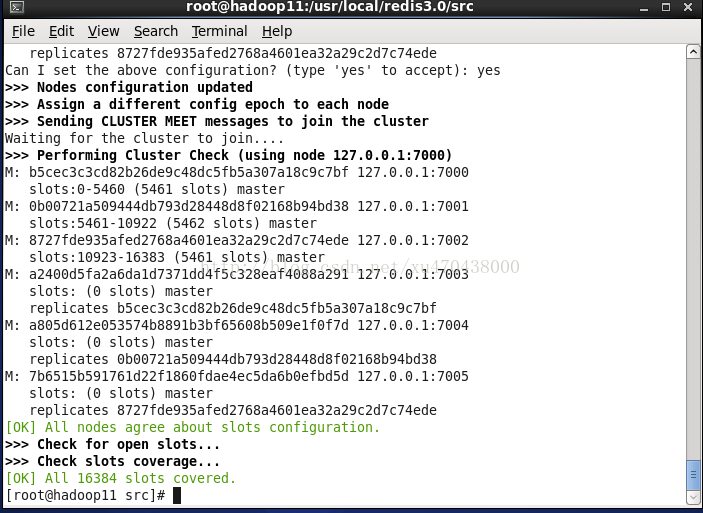 root@hadoop11:/usr/local/redis3.0/src
File Edit View Search Terminal Help
replicates 8727fde935afed2768a4601ea32a29c2d7c74ede
Can I set the above configuration? (type 'yes' to accept): yes
>>> Nodes configuration updated
>>> Assign a different config epoch to each node
>>> Sending CLUSTER MEET messages to join the cluster
Waiting for the cluster to join....
>>> Performing Cluster Check (using node 127.0.0.1:7000)
M: b5cec3c3cd82b26de9c48dc5fb5a307a18c9c7bf 127.0.0.1:7000
slots:0-5460 (5461 slots) master
M: 0b00721a509444db793d28448d8f02168b94bd38 127.0.0.1:7001
slots:5461-10922 (5462 slots) master
M: 8727fde935afed2768a4601ea32a29c2d7c74ede 127.0.0.1:7002
slots:10923-16383 (5461 slots) master
http://blog.csdn.net/xu470438000
M: a2400d5fa2a6da1d7371dd4f5c328eaf4088a291 127.0.0.1:7003
slots: (0 slots) master
replicates b5cec3c3cd82b26de9c48dc5fb5a307a18c9c7bf
M: a805d612e053574b8891b3bf65608b509e1f0f7d 127.0.0.1:7004
slots: (0 slots) master
replicates 0b00721a509444db793d28448d8f02168b94bd38
M: 7b6515b591761d22f1860fdae4ec5da6b0efbd5d 127.0.0.1:7005
slots: (0 slots) master
replicates 8727fde935afed2768a4601ea32a29c2d7c74ede
[OK] All nodes agree about slots configuration.
>>> Check for open slots...
>>> Check slots coverage...
[OK] All 16384 slots covered.
[root@hadoop11 src]#